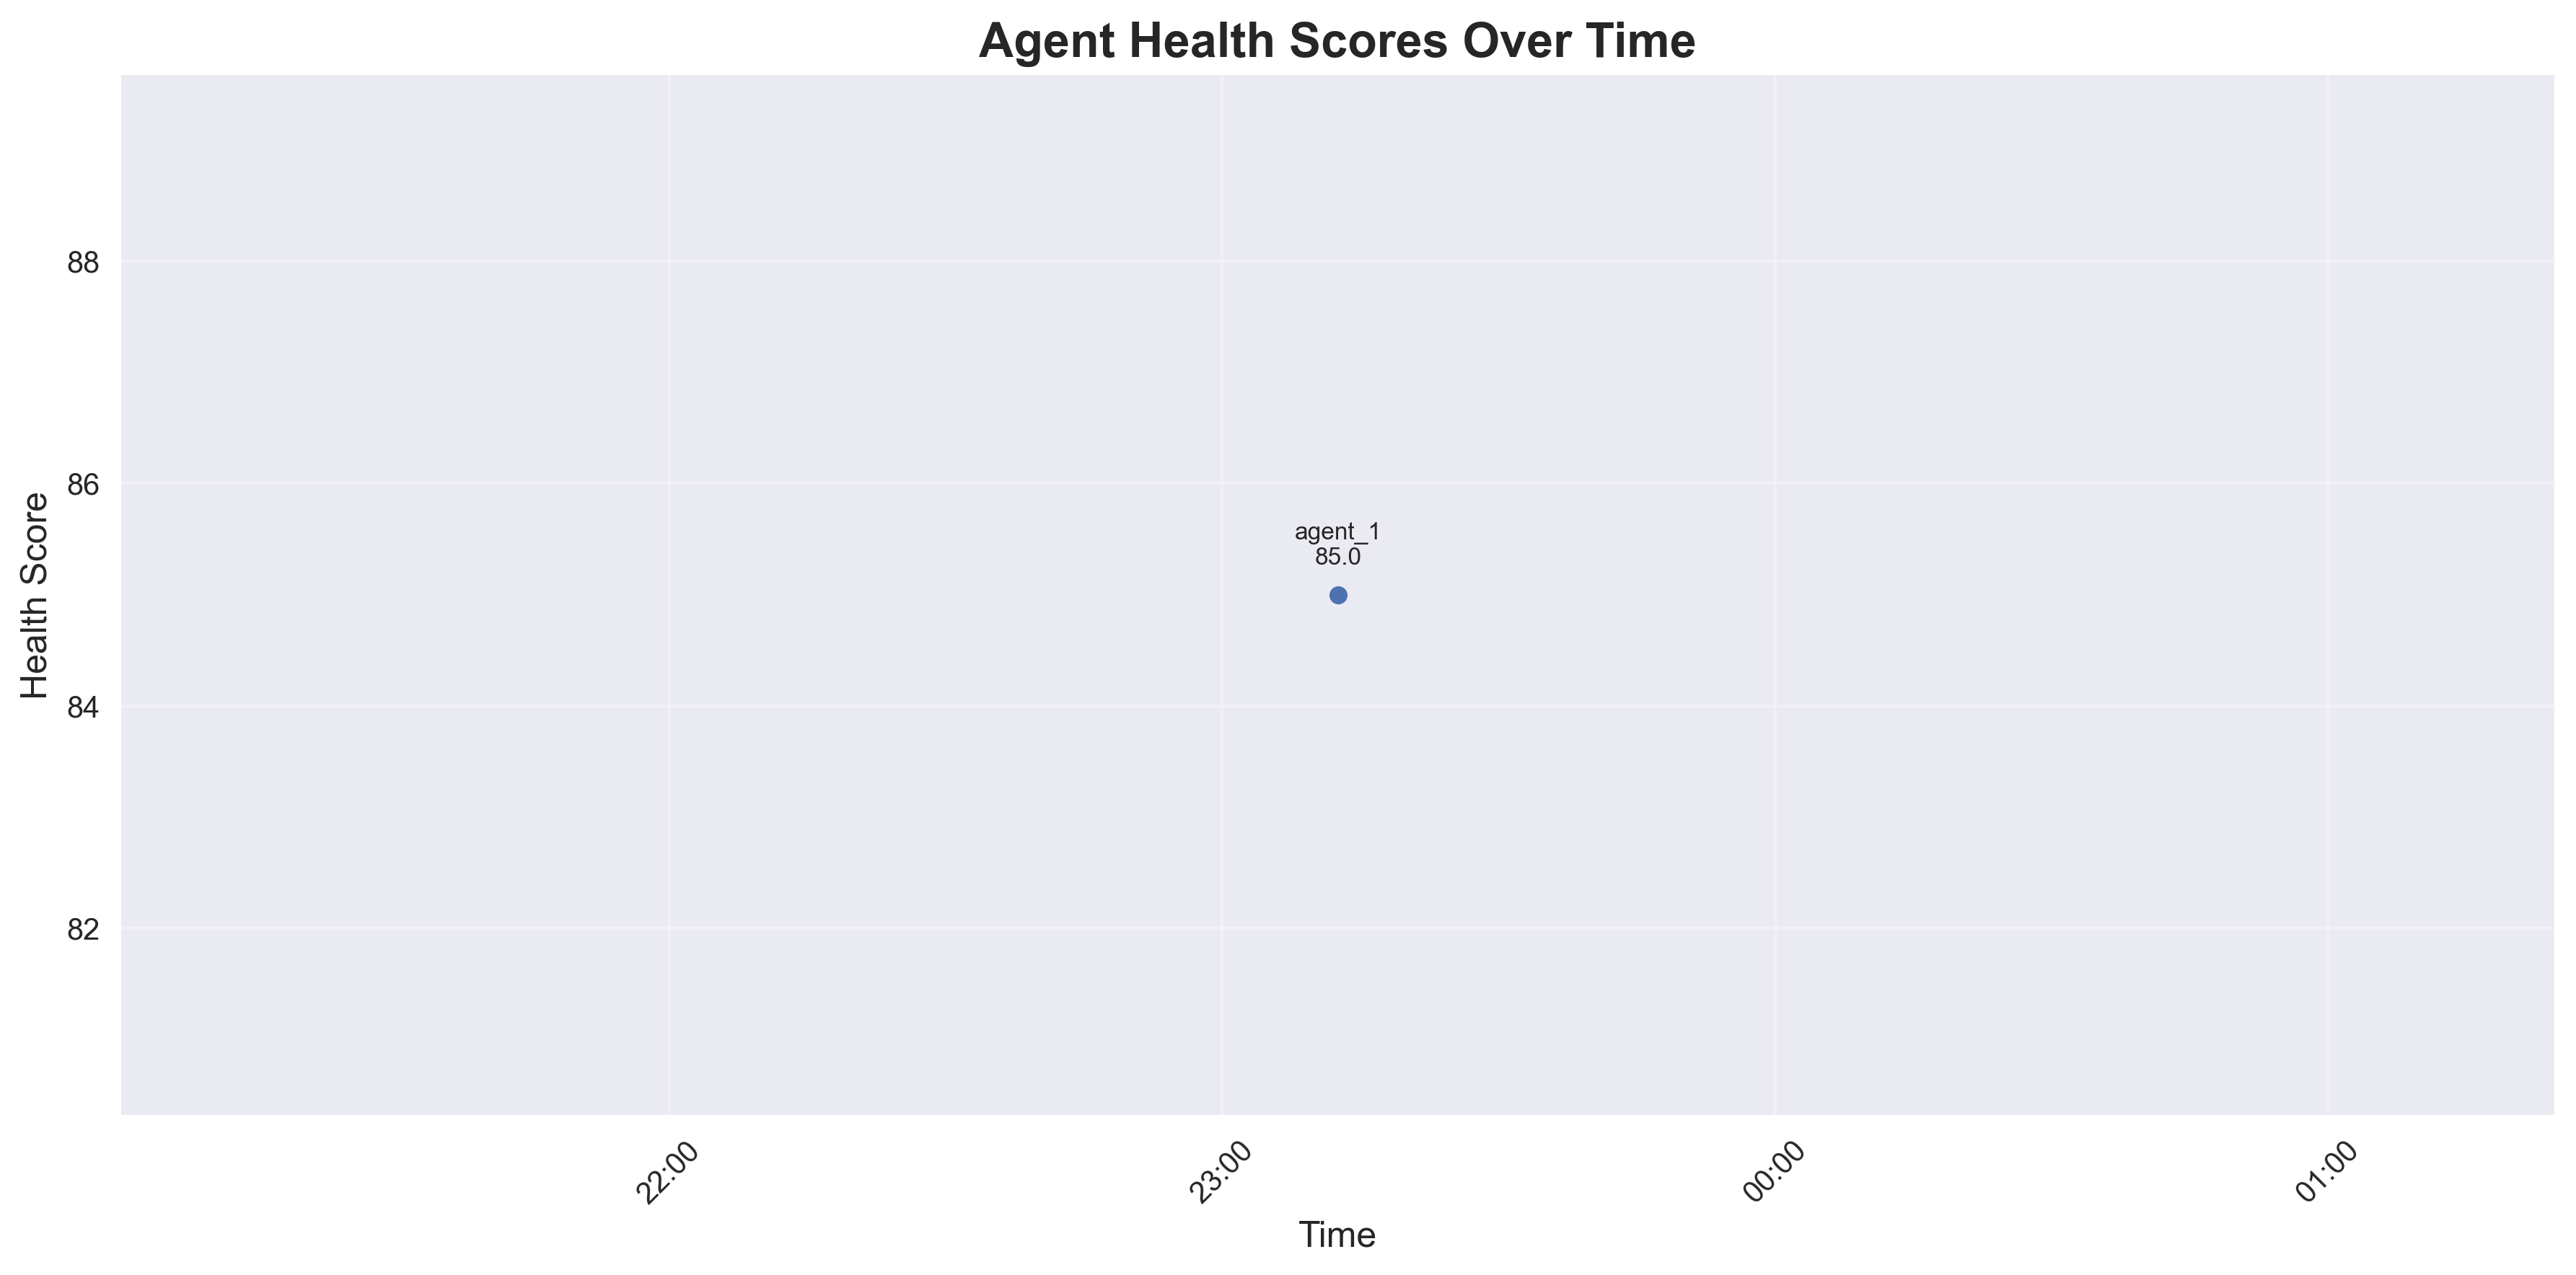 Agent Health Scores Over Time
Health Score
88
86
84
82
agent_1
85.0
22:00
23:00
00:00
01:00
Time